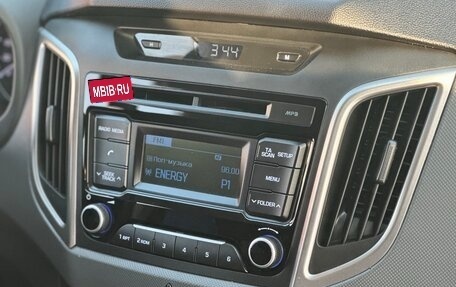 H
3:44
M
MBIB.RU
MP3
RADIO MEDIA
FM1
TA SCAN
SETUP
Поп-музыка
96.00
ENERGY
P1
MENU
SEEK TRACK
FOLDER
1 RPT
2 RDM
3
4
5
6